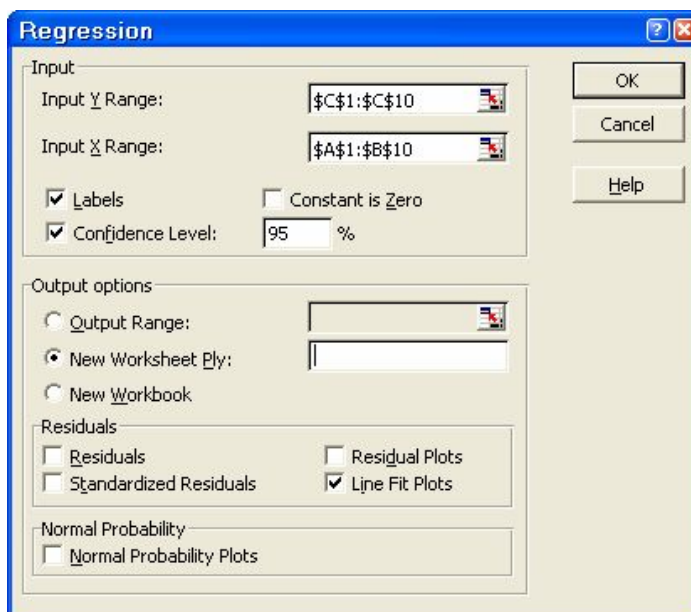 Regression
Input
Input Y Range: $C$1:$C$10
Input X Range: $A$1:$B$10
Labels Constant is Zero
Confidence Level: 95 %
OK
Cancel
Help
Output options
Output Range:
New Worksheet Ply:
New Workbook
Residuals
Residuals Residual Plots
Standardized Residuals Line Fit Plots
Normal Probability
Normal Probability Plots